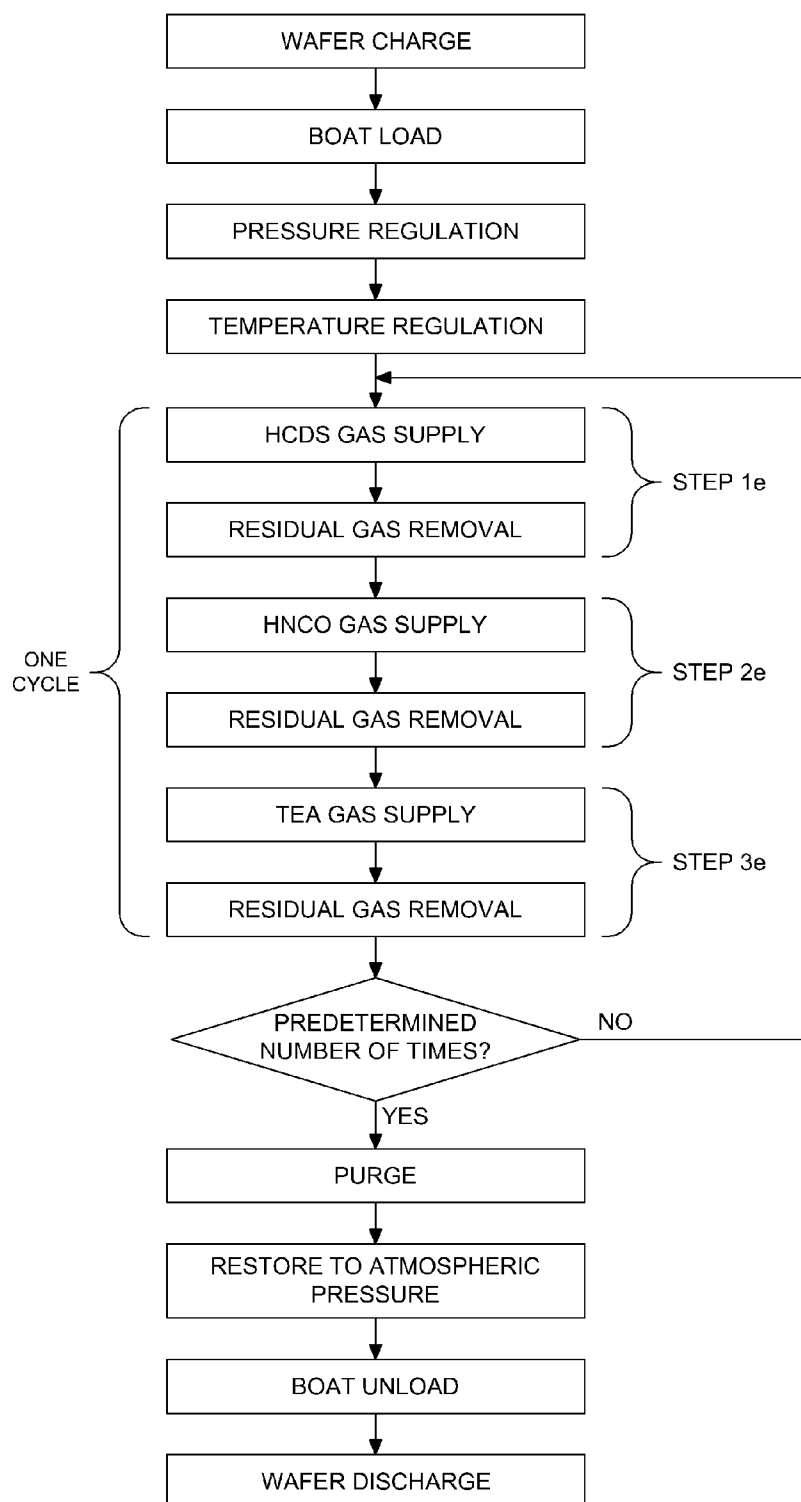 WAFER CHARGE
BOAT LOAD
PRESSURE REGULATION
TEMPERATURE REGULATION
HCDS GAS SUPPLY
STEP 1e
RESIDUAL GAS REMOVAL
HNCO GAS SUPPLY
ONE
CYCLE
STEP 2e
RESIDUAL GAS REMOVAL
TEA GAS SUPPLY
STEP 3e
RESIDUAL GAS REMOVAL
PREDETERMINED
NUMBER OF TIMES?
NO
YES
PURGE
RESTORE TO ATMOSPHERIC
PRESSURE
BOAT UNLOAD
WAFER DISCHARGE